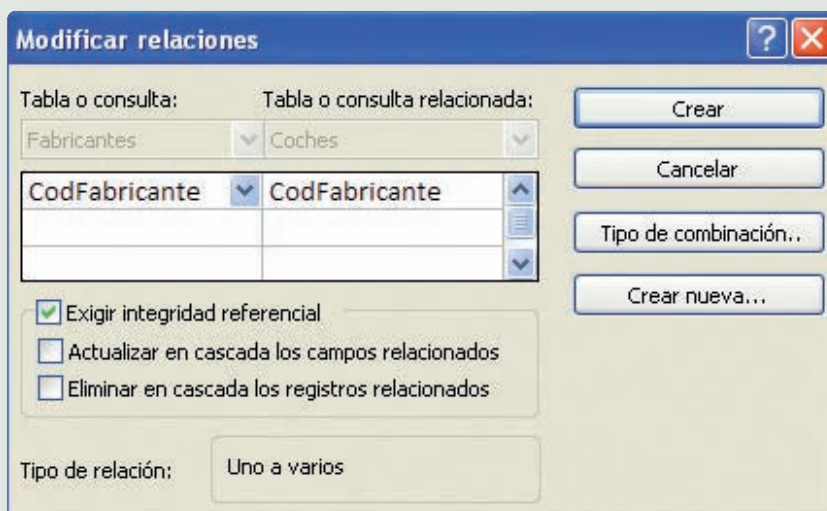 Modificar relaciones
Tabla o consulta: Tabla o consulta relacionada:
Fabricantes Coches
CodFabricante CodFabricante
Exigir integridad referencial
Actualizar en cascada los campos relacionados
Eliminar en cascada los registros relacionados
Tipo de relación: Uno a varios
Crear
Cancelar
Tipo de combinación..
Crear nueva...